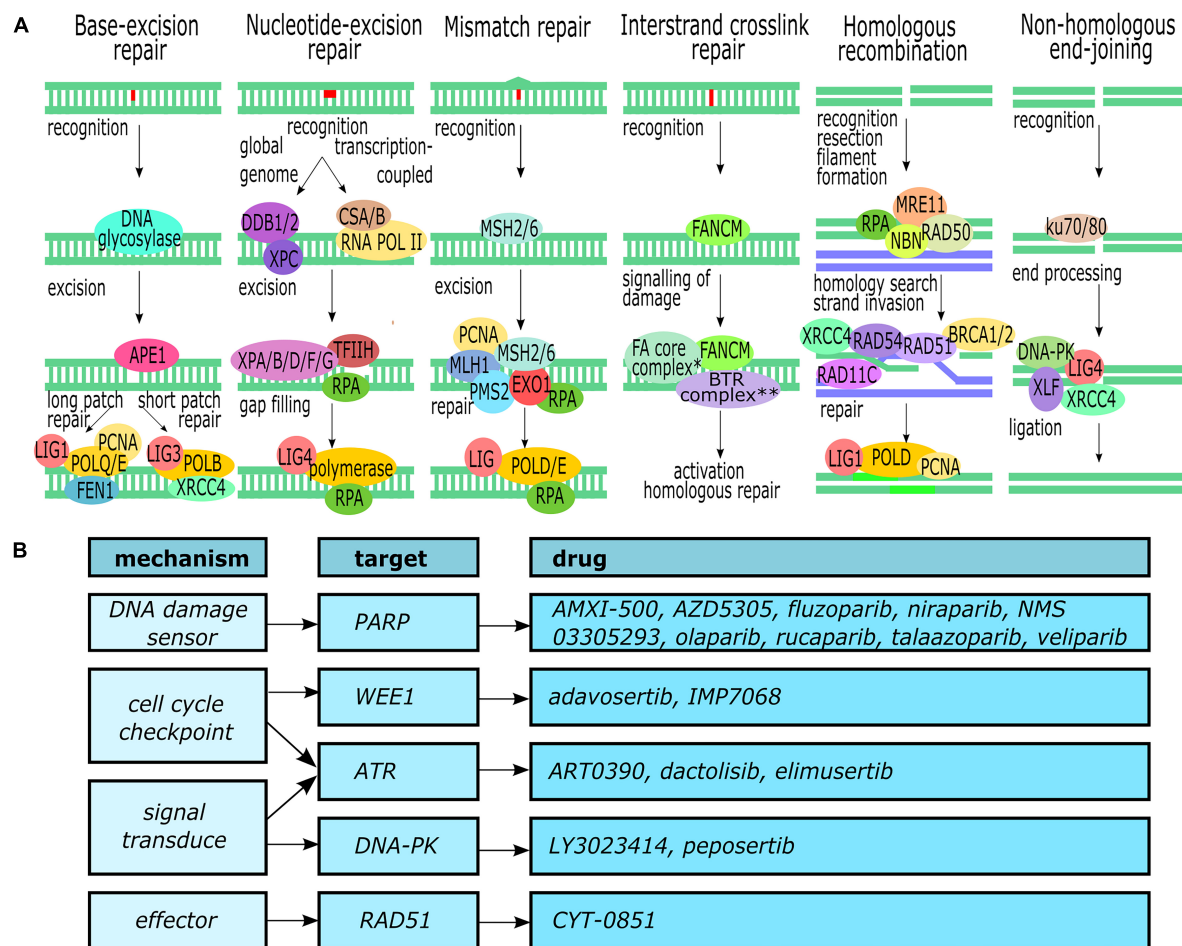 A
Base-excision
repair
Nucleotide-excision
repair
Mismatch repair
Interstrand crosslink
repair
Homologous
recombination
Non-homologous
end-joining
recognition
recognition
global
genome
transcription-
coupled
recognition
recognition
recognition
resection
filament
formation
recognition
DNA
glycosylase
DDB1/2
XPC
CSA/B
RNA POL II
MSH2/6
FANCM
MRE11
RPA
NBN
RAD50
ku70/80
excision
excision
excision
signalling of
damage
homology search
strand invasion
end processing
APE1
XPA/B/D/F/G
TFIIH
RPA
PCNA
MSH2/6
MLH1
PMS2
EXO1
RPA
FA core
complex*
FANCM
BTR
complex**
XRCC4
RAD54
RAD51
BRCA1/2
RAD11C
DNA-PK
LIG4
XLF
XRCC4
long patch
repair
short patch
repair
gap filling
repair
repair
ligation
LIG1
PCNA
POLQ/E
FEN1
LIG3
POLB
XRCC4
LIG4
polymerase
RPA
LIG
POLD/E
RPA
activation
homologous repair
LIG1
POLD
PCNA
B
mechanism
target
drug
DNA damage
sensor
PARP
AMXI-500, AZD5305, fluzoparib, niraparib, NMS
03305293, olaparib, rucaparib, talaazoparib, veliparib
cell cycle
checkpoint
WEE1
adavosertib, IMP7068
ATR
ART0390, dactolisib, elimusertib
signal
transduce
DNA-PK
LY3023414, peposertib
effector
RAD51
CYT-0851